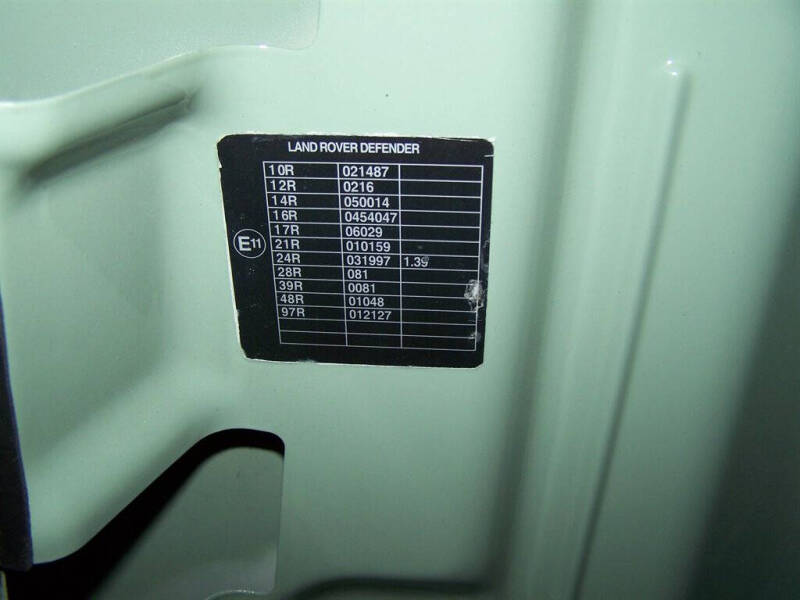 LAND ROVER DEFENDER
10R 021487
12R 0216
14R 050014
16R 0454047
17R 06029
E11
21R 010159
24R 031997 1.39
28R 081
39R 0081
48R 01048
97R 012127